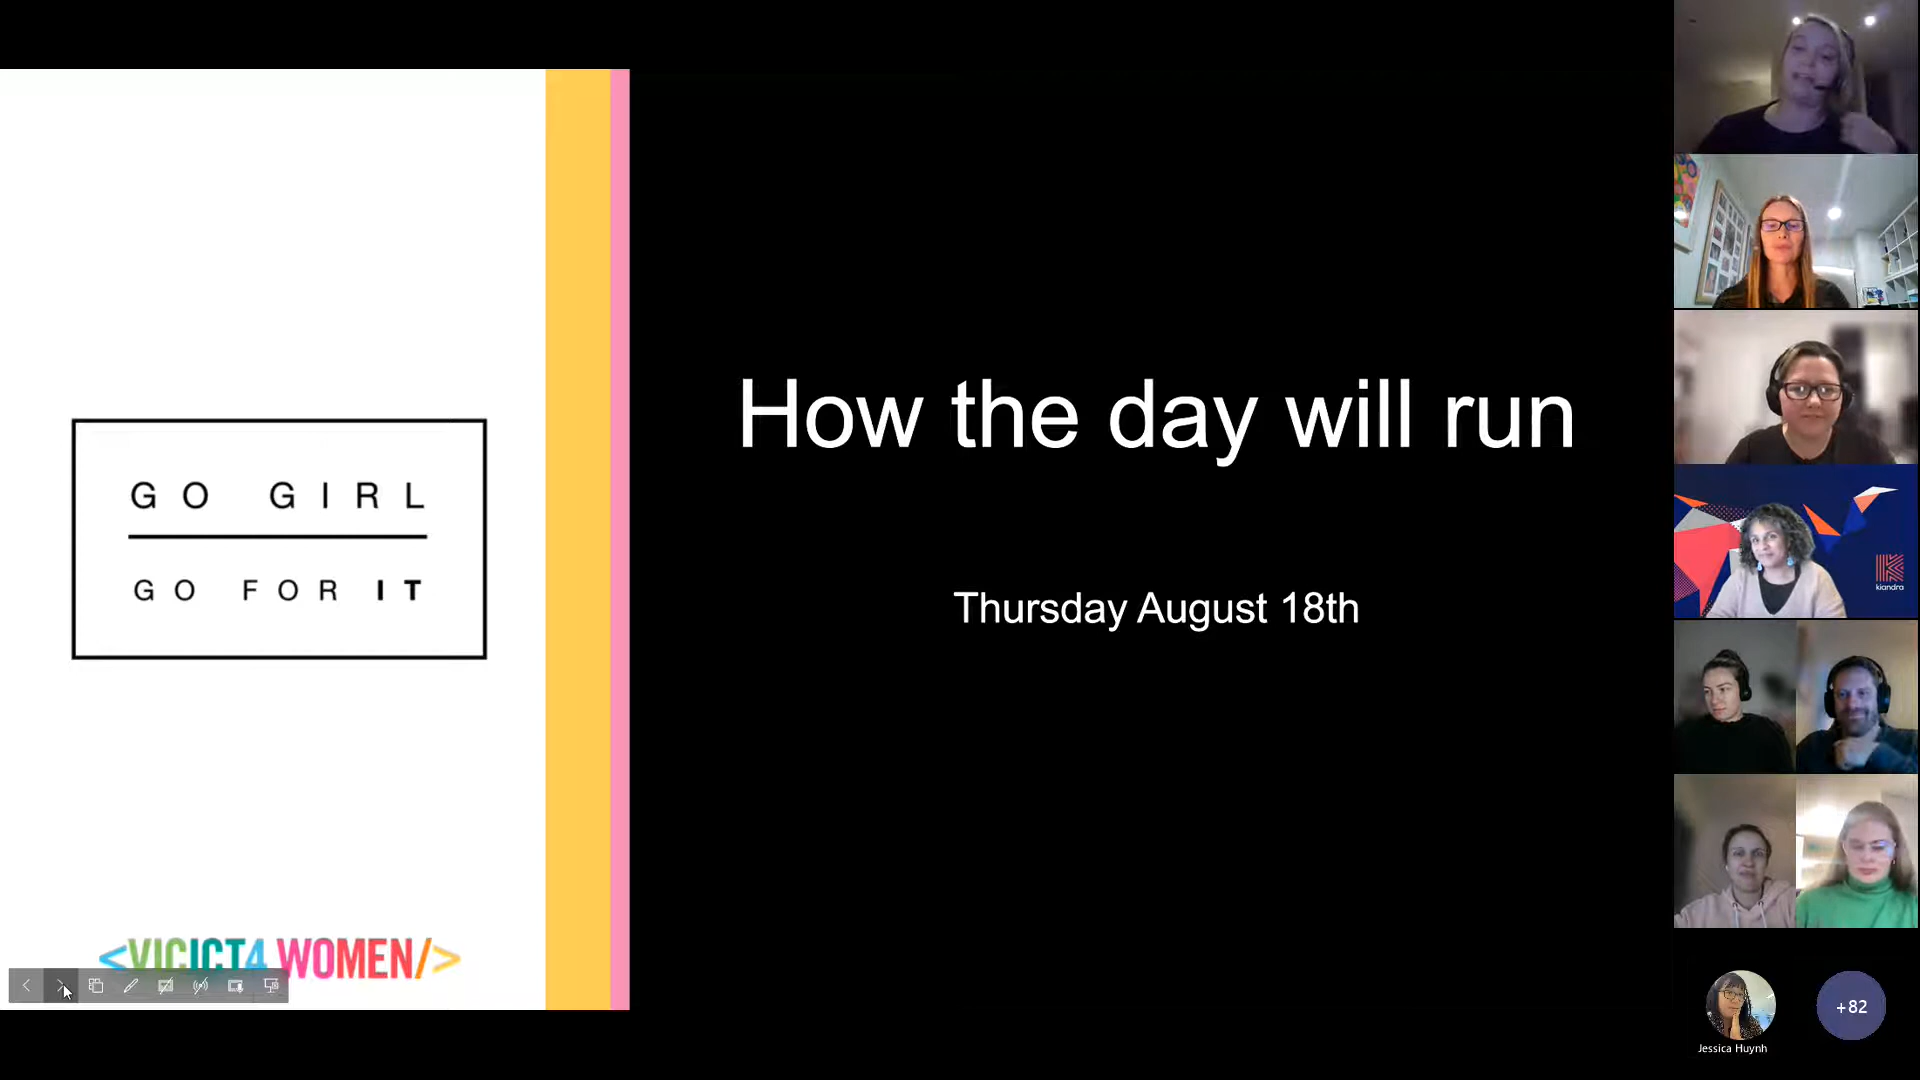 GO GIRL
GO FOR IT
<VICICT4WOMEN/>
How the day will run
Thursday August 18th
kiandra
Jessica Huynh
+82